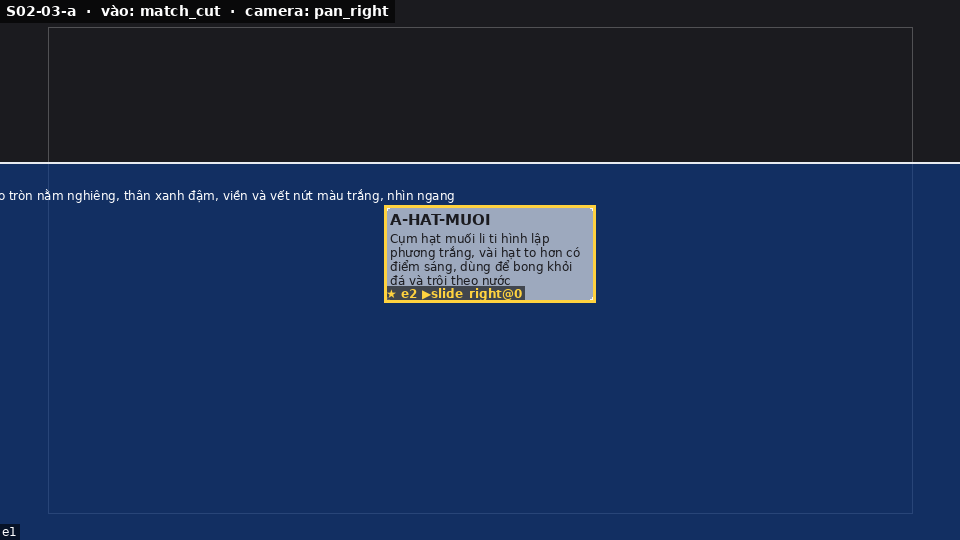 S02-03-a · vào: match_cut · camera: pan_right
o tròn nằm nghiêng, thân xanh đậm, viền và vết nứt màu trắng, nhìn ngang
A-HAT-MUOI
Cụm hạt muối li ti hình lập
phương trắng, vài hạt to hơn có
điểm sáng, dùng để bong khỏi
đá và trôi theo nước
★ e2 ▶slide_right@0
e1